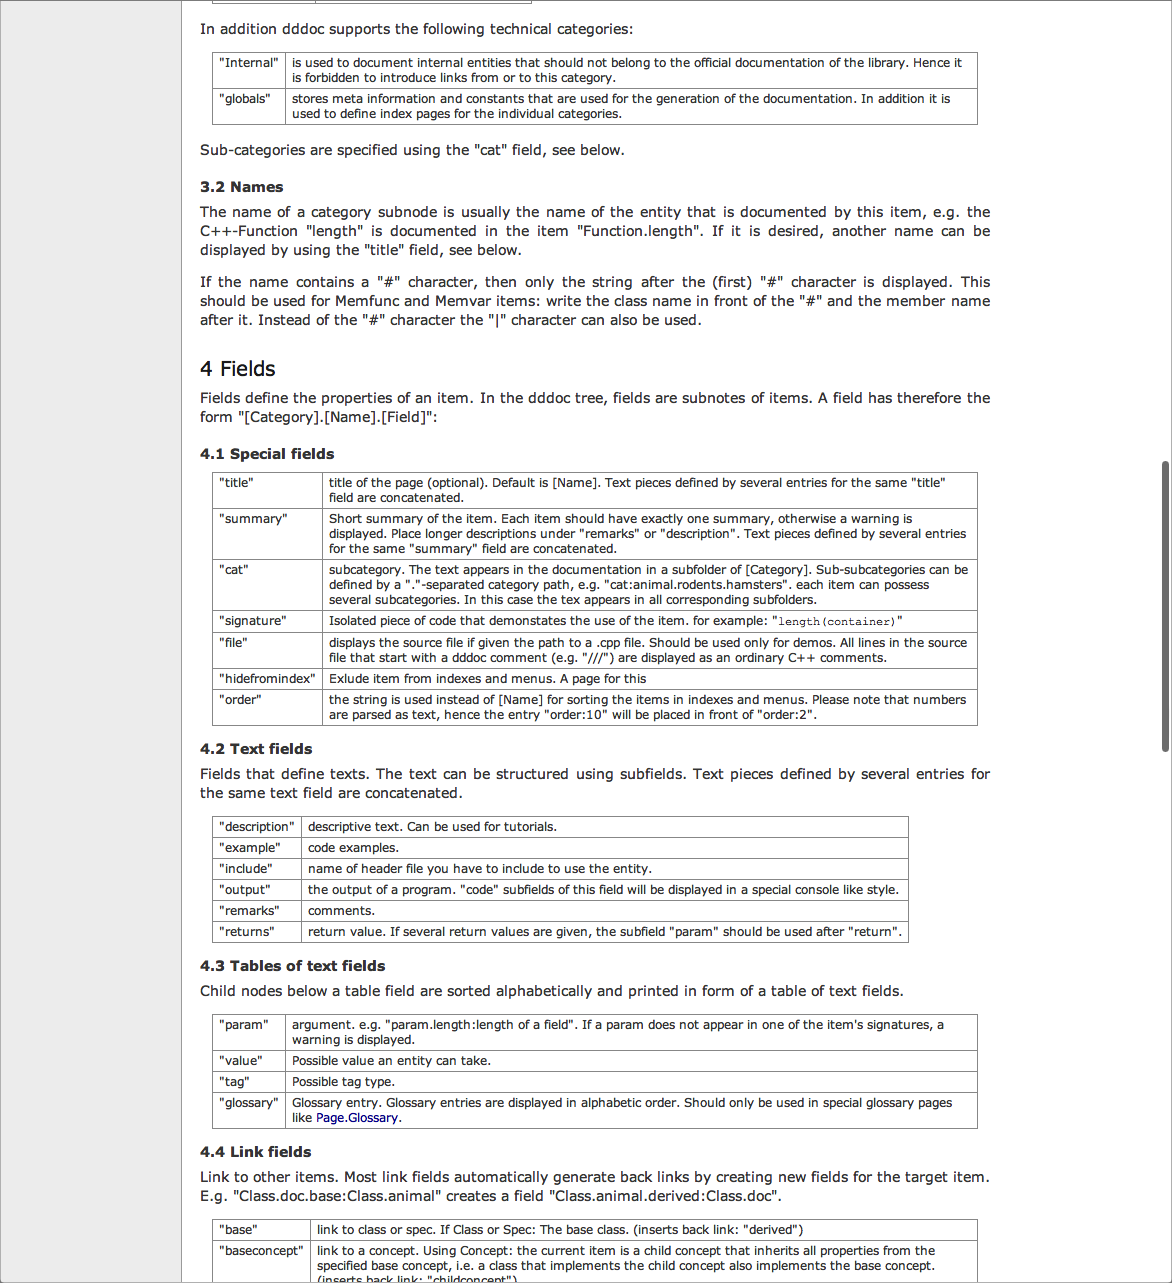 In addition dddoc supports the following technical categories:
"Internal" is used to document internal entities that should not belong to the official documentation of the library. Hence it
is forbidden to introduce links from or to this category.
"globals" stores meta information and constants that are used for the generation of the documentation. In addition it is
used to define index pages for the individual categories.
Sub-categories are specified using the "cat" field, see below.
3.2 Names
The name of a category subnode is usually the name of the entity that is documented by this item, e.g. the
C++-Function "length" is documented in the item "Function.length". If it is desired, another name can be
displayed by using the "title" field, see below.
If the name contains a "#" character, then only the string after the (first) "#" character is displayed. This
should be used for Memfunc and Memvar items: write the class name in front of the "#" and the member name
after it. Instead of the "#" character the "|" character can also be used.
4 Fields
Fields define the properties of an item. In the dddoc tree, fields are subnotes of items. A field has therefore the
form "[Category].[Name].[Field]":
4.1 Special fields
"title" title of the page (optional). Default is [Name]. Text pieces defined by several entries for the same "title"
field are concatenated.
"summary" Short summary of the item. Each item should have exactly one summary, otherwise a warning is
displayed. Place longer descriptions under "remarks" or "description". Text pieces defined by several entries
for the same "summary" field are concatenated.
"cat" subcategory. The text appears in the documentation in a subfolder of [Category]. Sub-subcategories can be
defined by a "."-separated category path, e.g. "cat:animal.rodents.hamsters". each item can possess
several subcategories. In this case the tex appears in all corresponding subfolders.
"signature" Isolated piece of code that demonstates the use of the item. for example: "length(container)"
"file" displays the source file if given the path to a .cpp file. Should be used only for demos. All lines in the source
file that start with a dddoc comment (e.g. "///") are displayed as an ordinary C++ comments.
"hidefromindex" Exlude item from indexes and menus. A page for this
"order" the string is used instead of [Name] for sorting the items in indexes and menus. Please note that numbers
are parsed as text, hence the entry "order:10" will be placed in front of "order:2".
4.2 Text fields
Fields that define texts. The text can be structured using subfields. Text pieces defined by several entries for
the same text field are concatenated.
"description" descriptive text. Can be used for tutorials.
"example" code examples.
"include" name of header file you have to include to use the entity.
"output" the output of a program. "code" subfields of this field will be displayed in a special console like style.
"remarks" comments.
"returns" return value. If several return values are given, the subfield "param" should be used after "return".
4.3 Tables of text fields
Child nodes below a table field are sorted alphabetically and printed in form of a table of text fields.
"param" argument. e.g. "param.length:length of a field". If a param does not appear in one of the item's signatures, a
warning is displayed.
"value" Possible value an entity can take.
"tag" Possible tag type.
"glossary" Glossary entry. Glossary entries are displayed in alphabetic order. Should only be used in special glossary pages
like Page.Glossary.
4.4 Link fields
Link to other items. Most link fields automatically generate back links by creating new fields for the target item.
E.g. "Class.doc.base:Class.animal" creates a field "Class.animal.derived:Class.doc".
"base" link to class or spec. If Class or Spec: The base class. (inserts back link: "derived")
"baseconcept" link to a concept. Using Concept: the current item is a child concept that inherits all properties from the
specified base concept, i.e. a class that implements the child concept also implements the base concept.
(inserts back link: "childconcept")